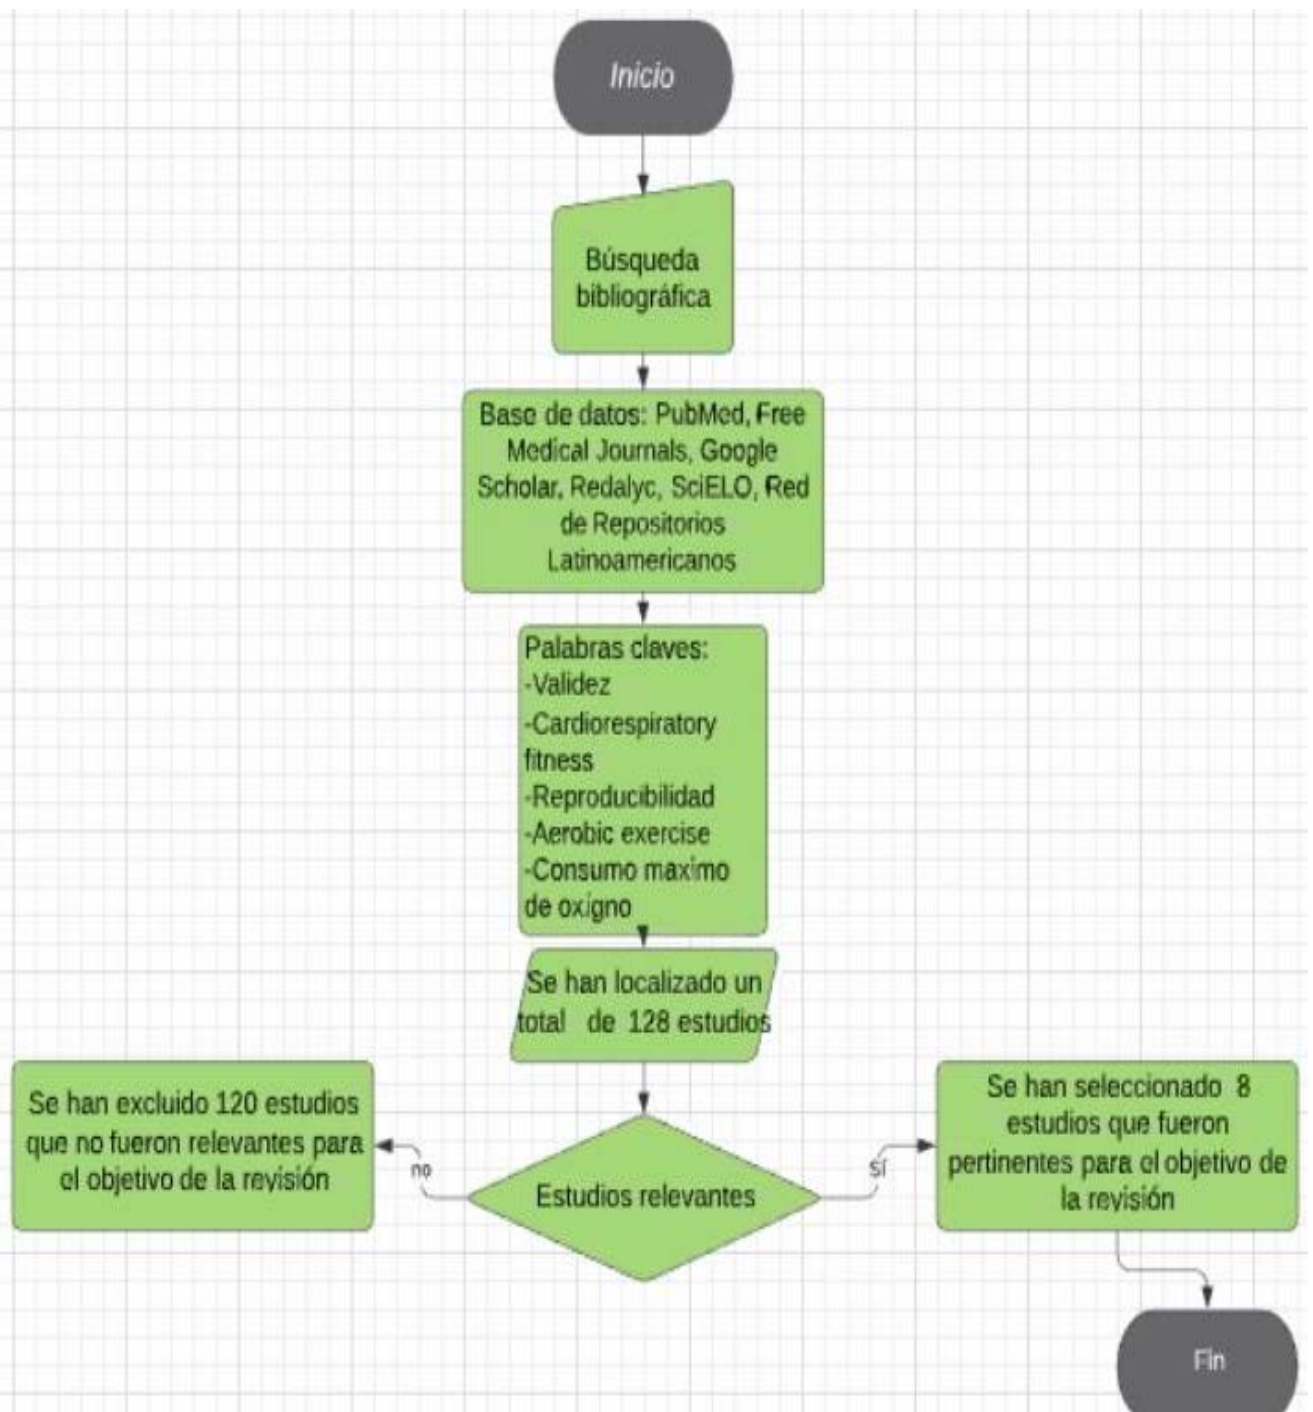 Inicio
Búsqueda
bibliográfica
Base de datos: PubMed, Free
Medical Journals, Google
Scholar, Redalyc, SciELO, Red
de Repositorios
Latinoamericanos
Palabras claves:
-Validez
-Cardiorespiratory
fitness
-Reproducibilidad
-Aerobic exercise
-Consumo maximo
de oxigno
Se han localizado un
total de 128 estudios
Se han excluido 120 estudios
que no fueron relevantes para
el objetivo de la revisión
no
Estudios relevantes
sí
Se han seleccionado 8
estudios que fueron
pertinentes para el objetivo de
la revisión
Fin